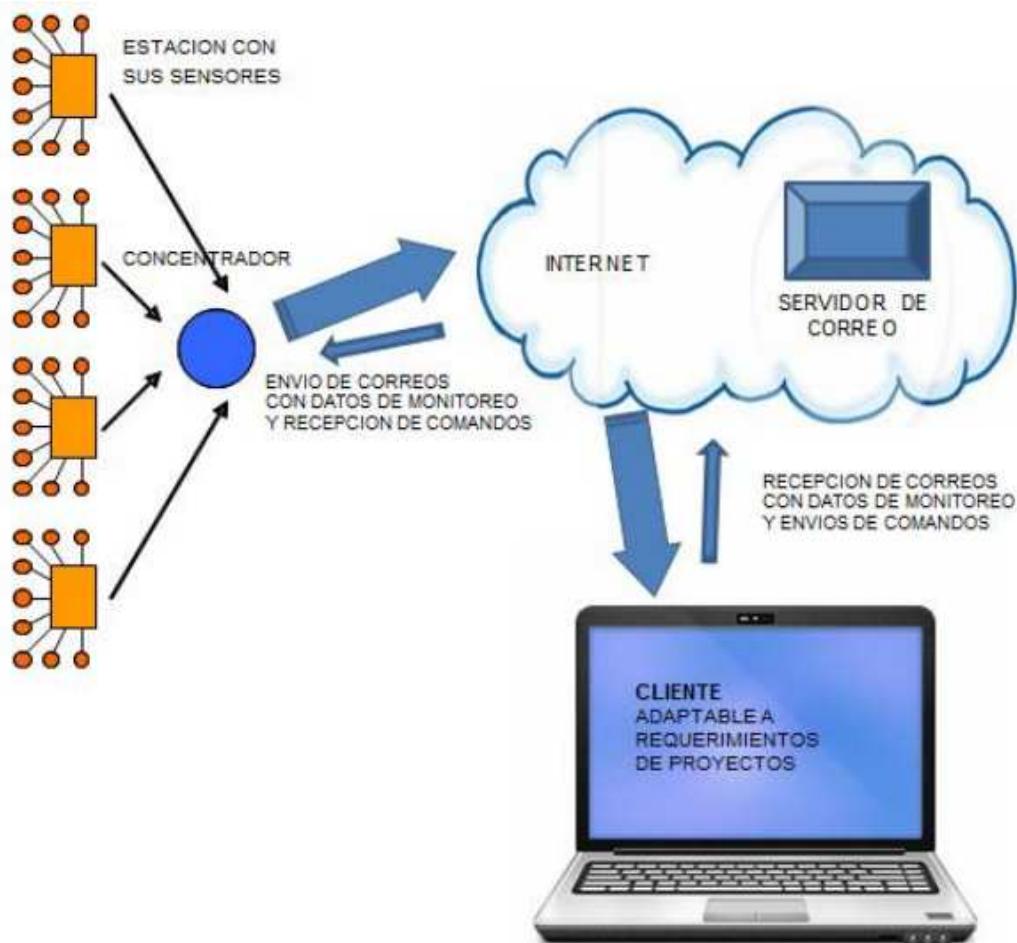 ESTACION CON
SUS SENSORES
CONCENTRADOR
INTERNET
SERVIDOR DE
CORREO
ENVIO DE CORREOS
CON DATOS DE MONITOREO
Y RECEPCION DE COMANDOS
RECEPCION DE CORREOS
CON DATOS DE MONITOREO
Y ENVIOS DE COMANDOS
CLIENTE
ADAPTABLE A
REQUERIMIENTOS
DE PROYECTOS